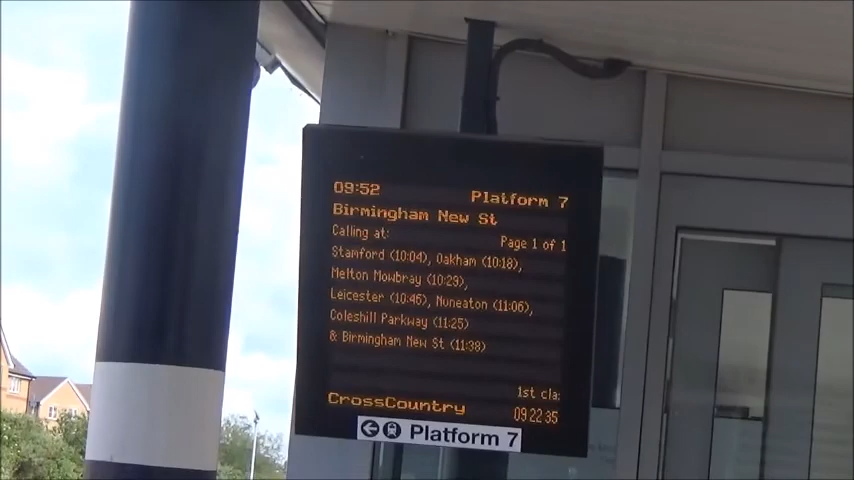 09:52 Platform 7
Birmingham New St
Calling at: Page 1 of 1
Stamford (10:04), Oakham (10:18),
Melton Mowbray (10:29),
Leicester (10:46), Nuneaton (11:06),
Coleshill Parkway (11:25)
& Birmingham New St (11:38)
1st cla
CrossCountry 09:22:35
Platform 7